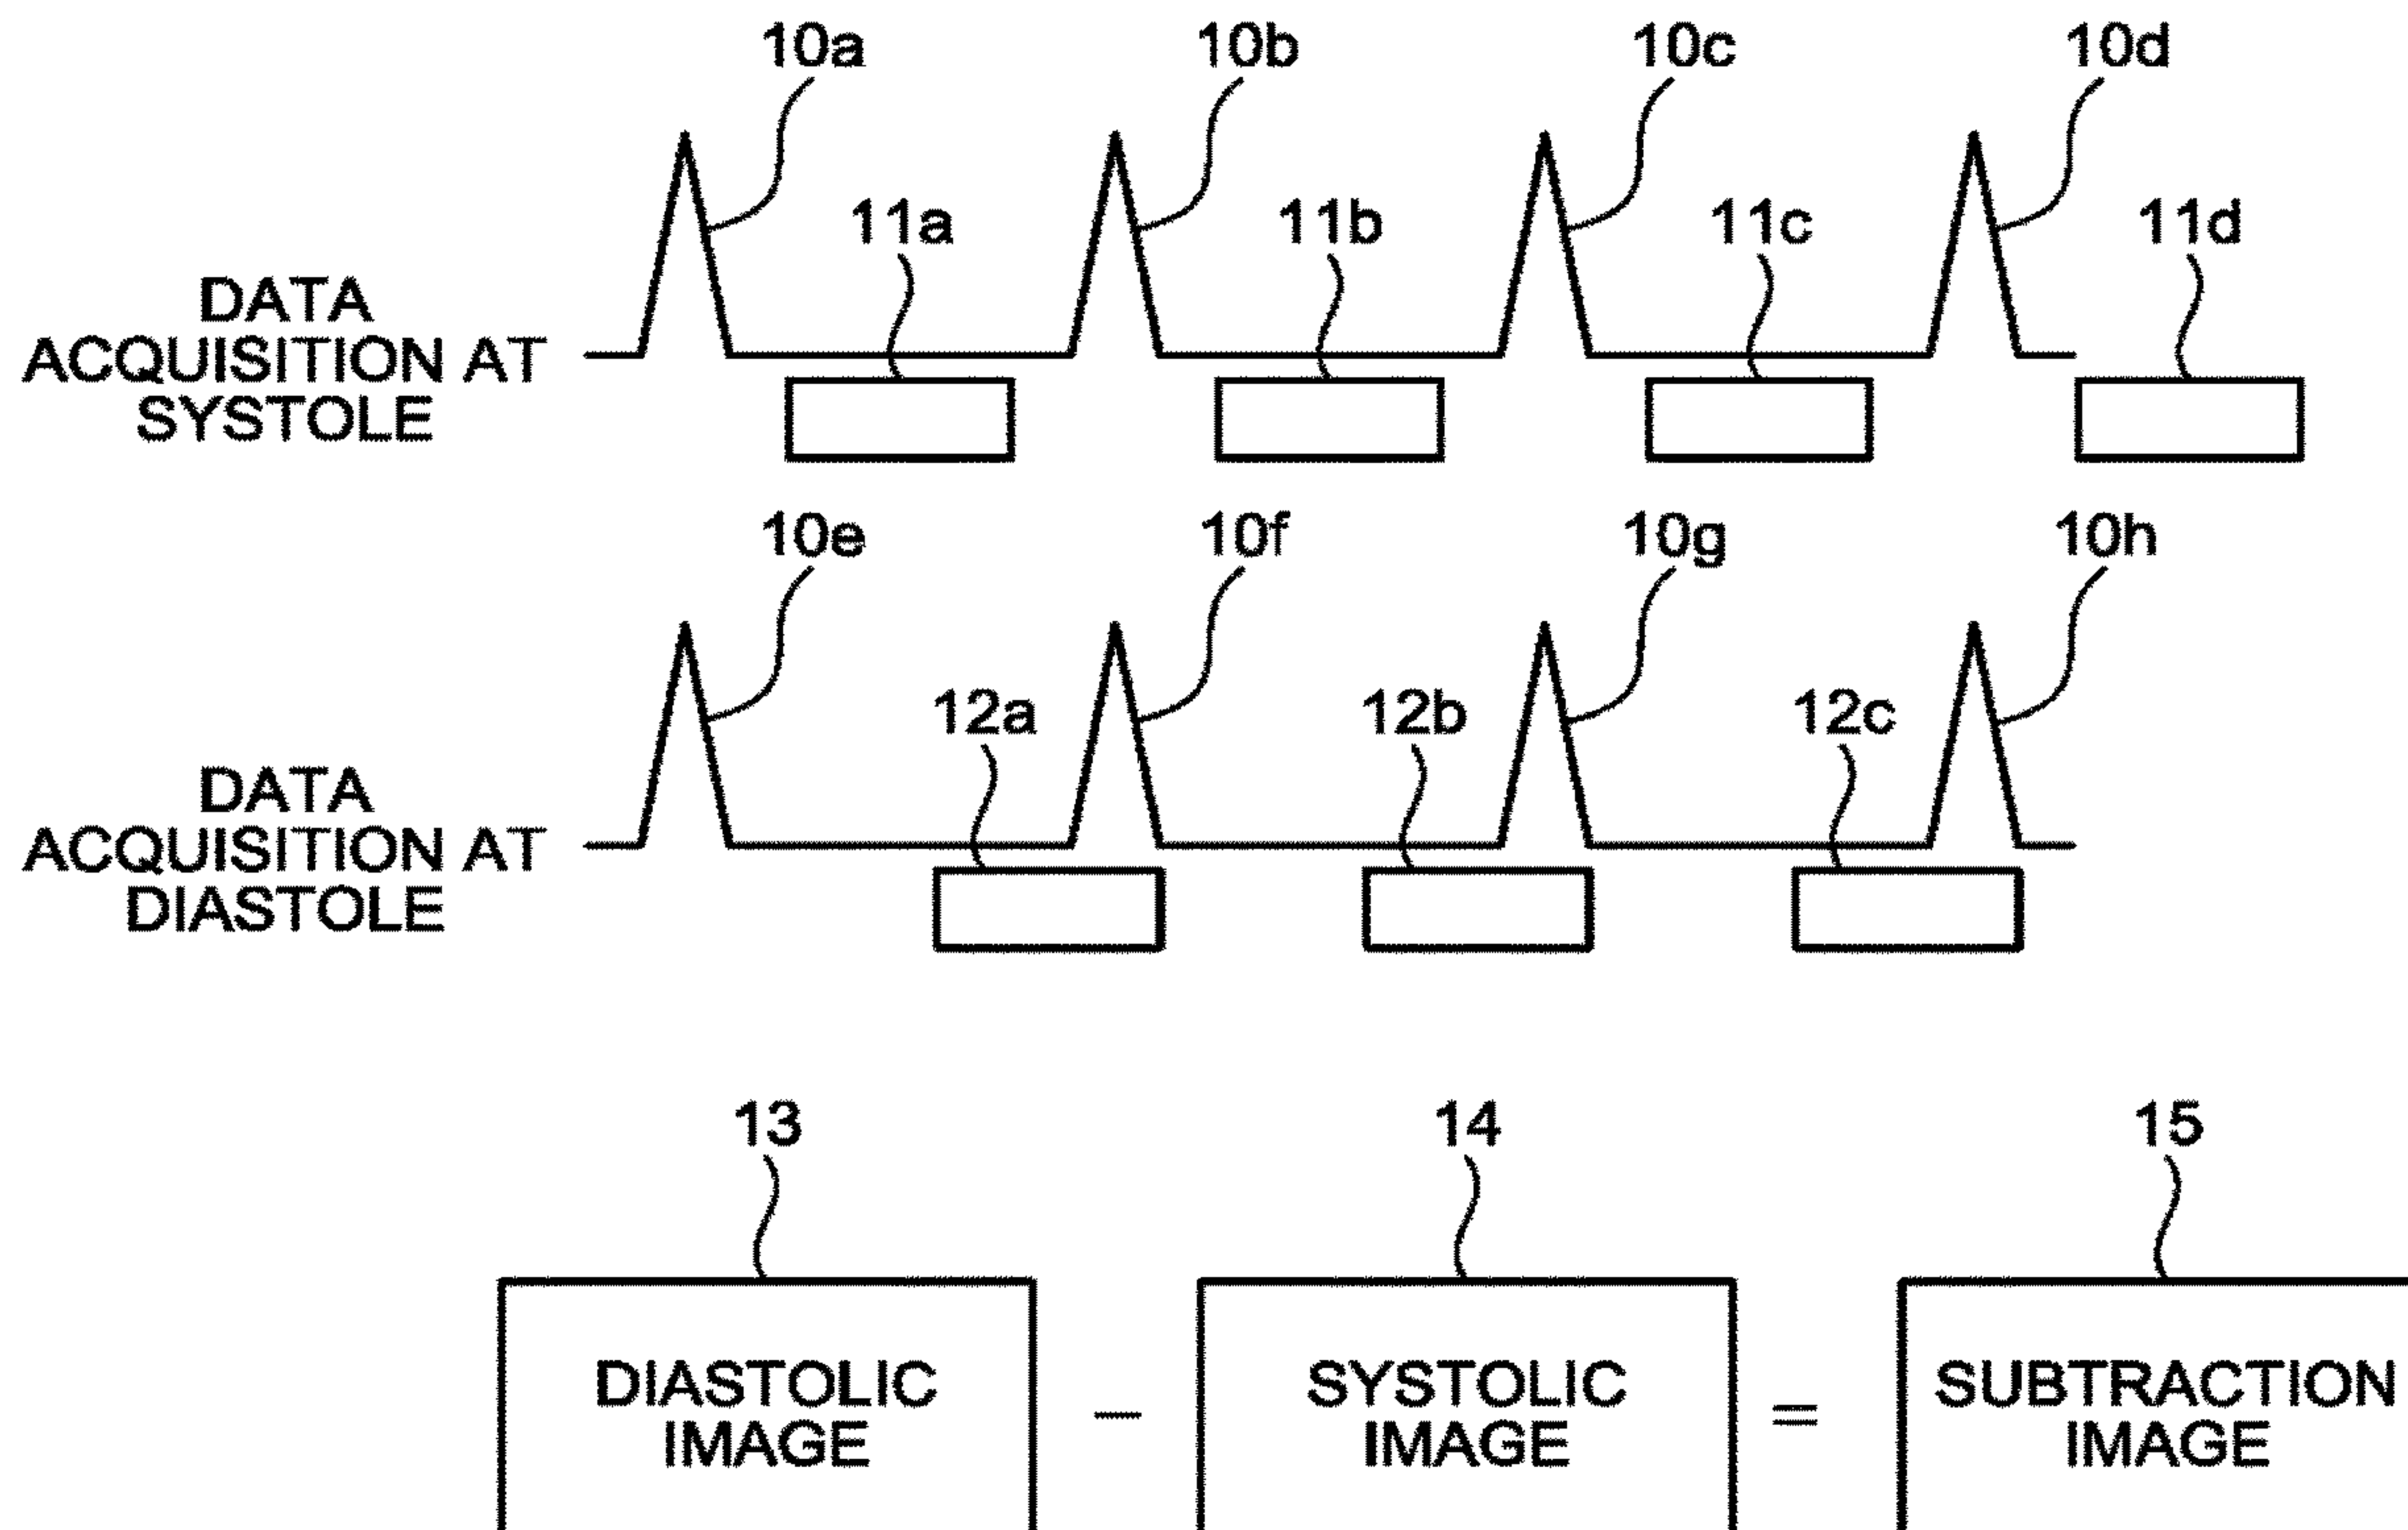 10a 10b 10c 10d
11a 11b 11c 11d
DATA
ACQUISITION AT
SYSTOLE
10e 10f 10g 10h
12a 12b 12c
DATA
ACQUISITION AT
DIASTOLE
13 14 15
DIASTOLIC
IMAGE
–
SYSTOLIC
IMAGE
=
SUBTRACTION
IMAGE